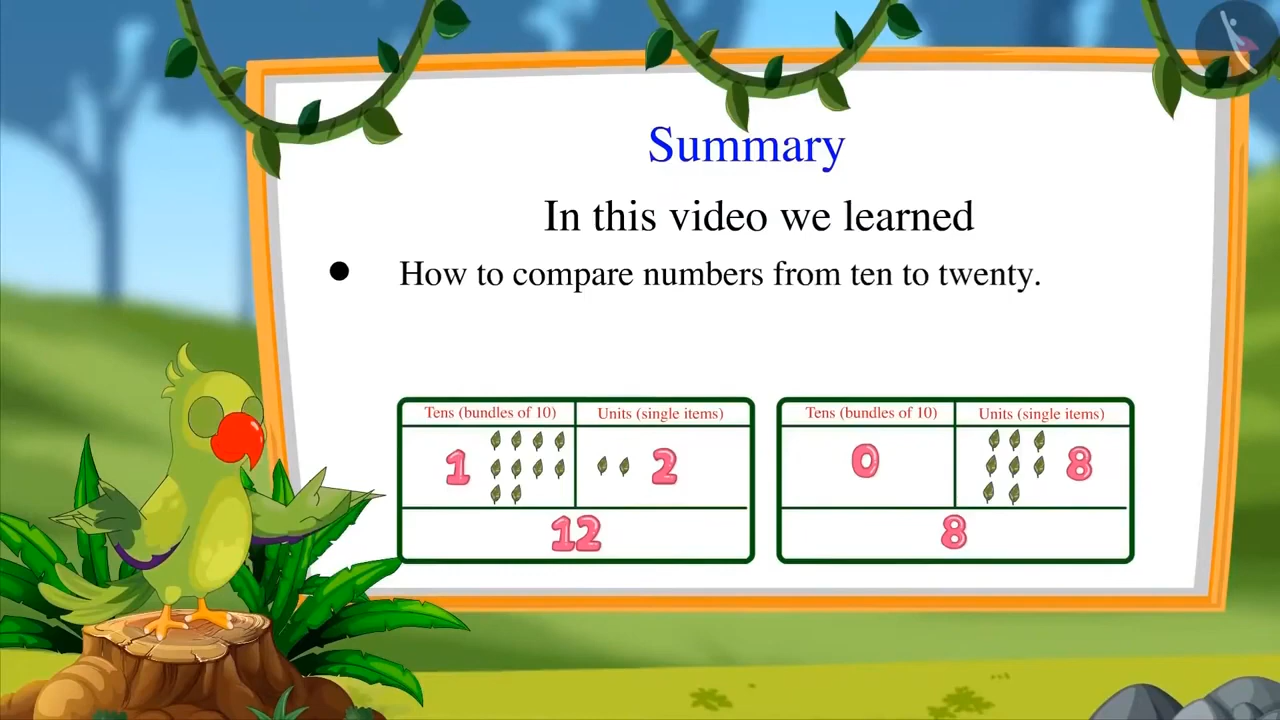 Summary
In this video we learned
● How to compare numbers from ten to twenty.
Tens (bundles of 10) Units (single items)
1 2
12
Tens (bundles of 10) Units (single items)
0 8
8